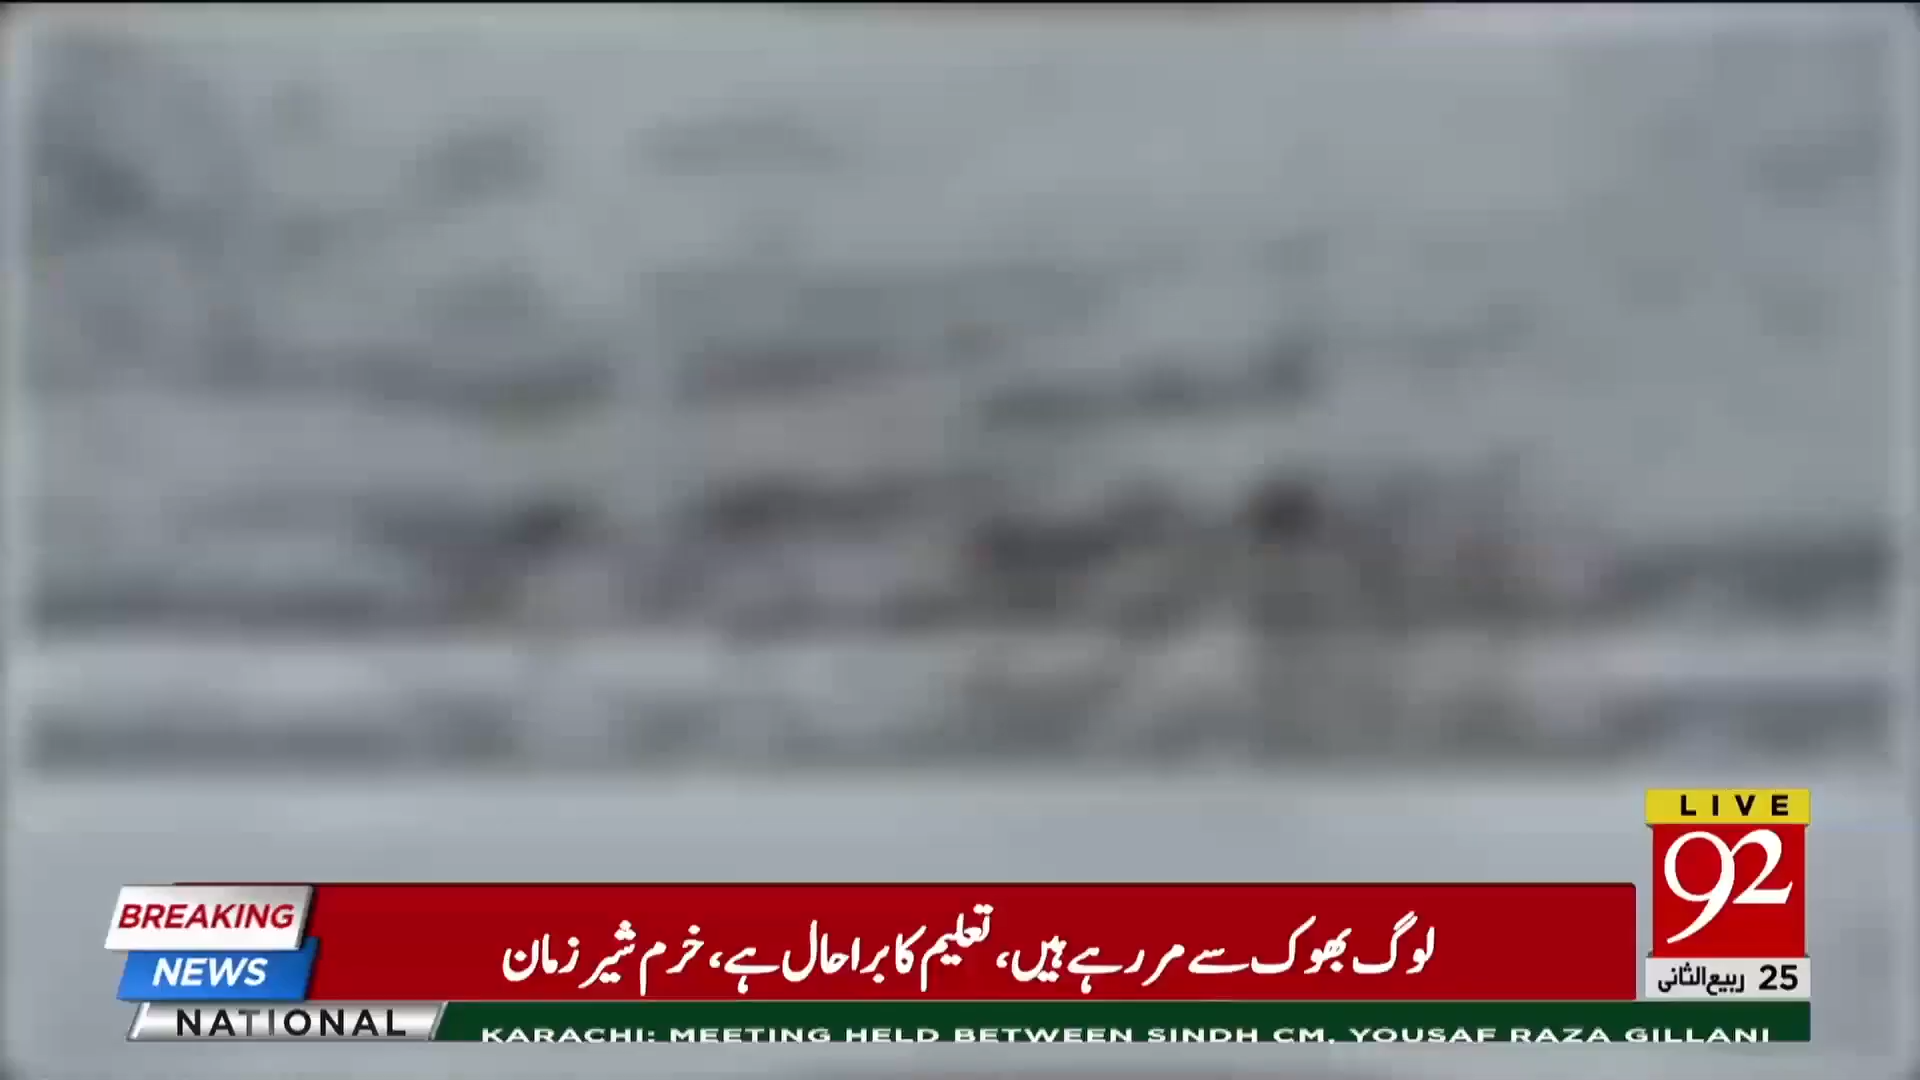 LIVE
92
25 ربیع الثانی
BREAKING
NEWS
لوگ بھوک سے مر رہے ہیں، تعلیم کا برا حال ہے، خرم شیر زمان
NATIONAL
KARACHI: MEETING HELD BETWEEN SINDH CM, YOUSAF RAZA GILLANI